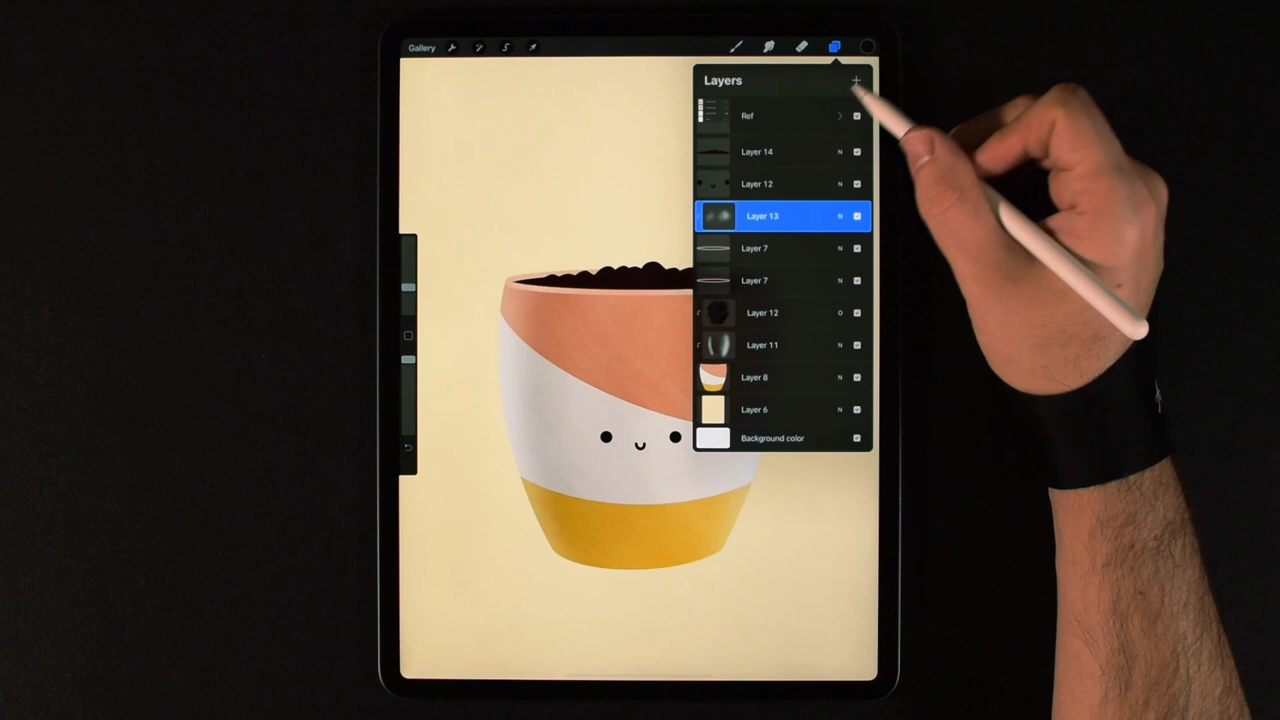 Gallery
Layers
Ref
Layer 14 N
Layer 12 N
Layer 13 N
Layer 7 N
Layer 7 N
Layer 12 O
Layer 11 N
Layer 8 N
Layer 6 N
Background color